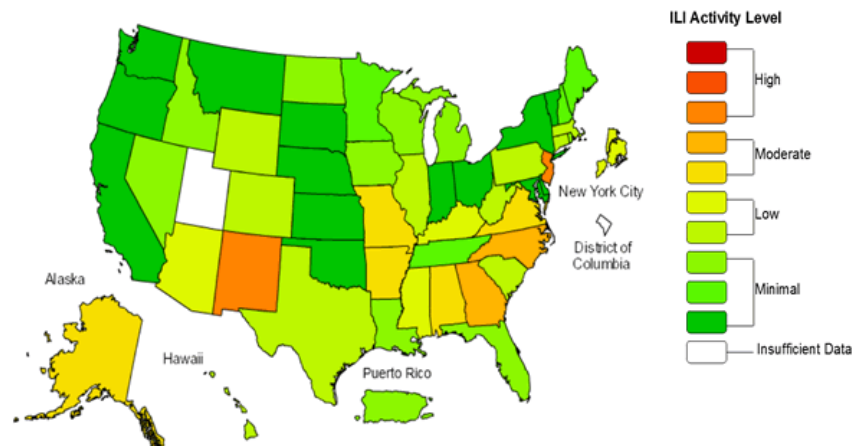 ILI Activity Level
High
Moderate
Low
Minimal
Insufficient Data
New York City
District of
Columbia
Alaska
Hawaii
Puerto Rico